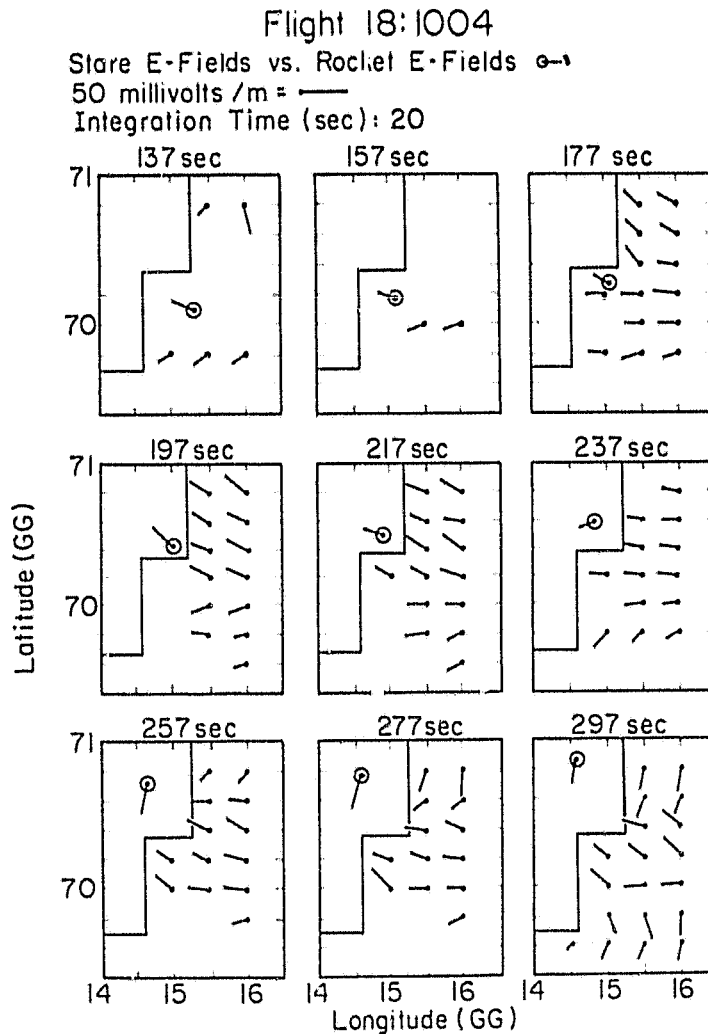 Flight 18:1004
Stare E-Fields vs. Rocket E-Fields
50 millivolts /m =
Integration Time (sec): 20
137 sec 157 sec 177 sec
71
70
197 sec 217 sec 237 sec
71
70
Latitude (GG)
257 sec 277 sec 297 sec
71
70
14 15 16 14 15 16 14 15 16
Longitude (GG)